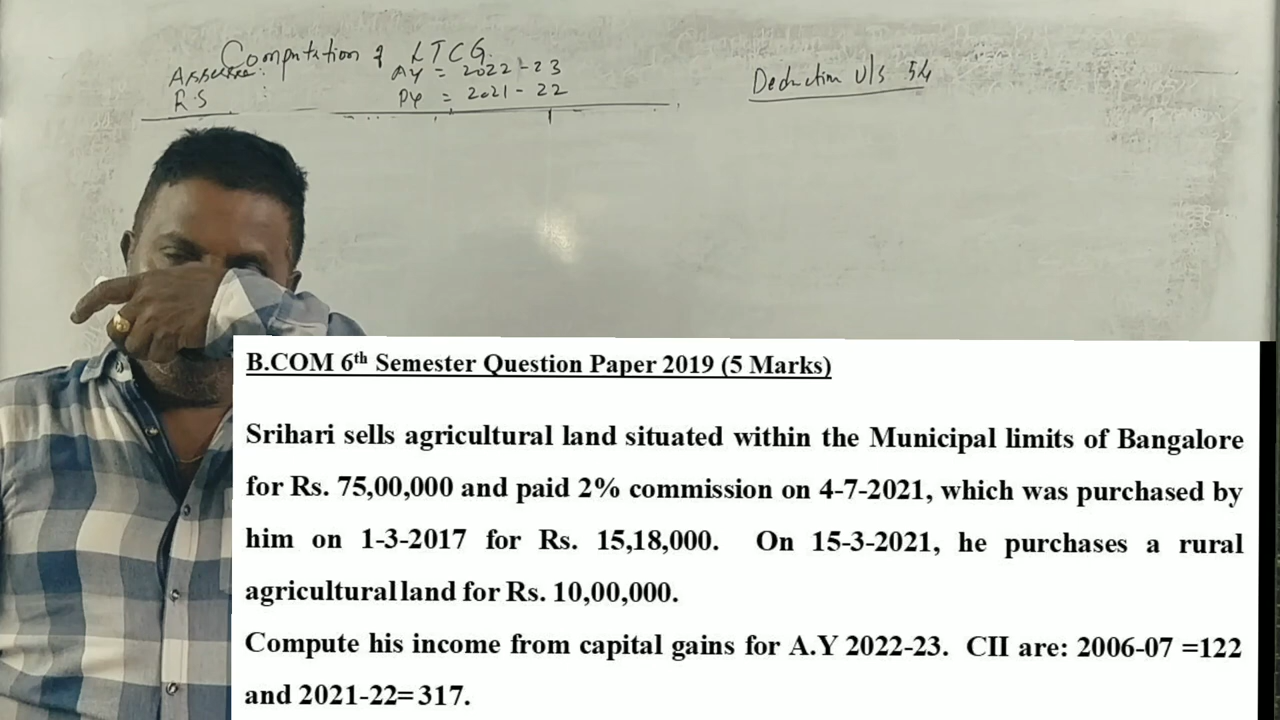 Computation of LTCG
Assessee:
AY = 2022-23
R.S :
PY = 2021-22
Deduction U/s 54
B.COM 6th Semester Question Paper 2019 (5 Marks)
Srihari sells agricultural land situated within the Municipal limits of Bangalore
for Rs. 75,00,000 and paid 2% commission on 4-7-2021, which was purchased by
him on 1-3-2017 for Rs. 15,18,000. On 15-3-2021, he purchases a rural
agricultural land for Rs. 10,00,000.
Compute his income from capital gains for A.Y 2022-23. CII are: 2006-07 =122
and 2021-22= 317.